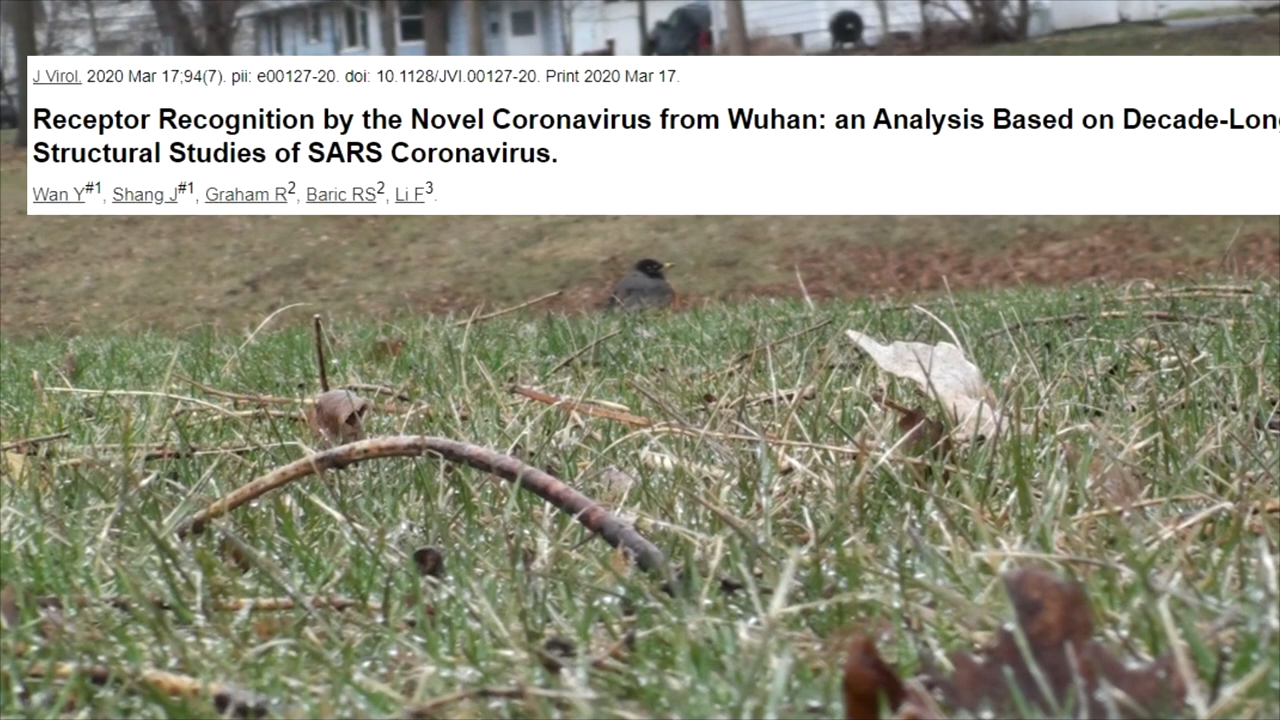 J Virol. 2020 Mar 17;94(7). pii: e00127-20. doi: 10.1128/JVI.00127-20. Print 2020 Mar 17.
Receptor Recognition by the Novel Coronavirus from Wuhan: an Analysis Based on Decade-Lon
Structural Studies of SARS Coronavirus.
Wan Y#1, Shang J#1, Graham R2, Baric RS2, Li F3.